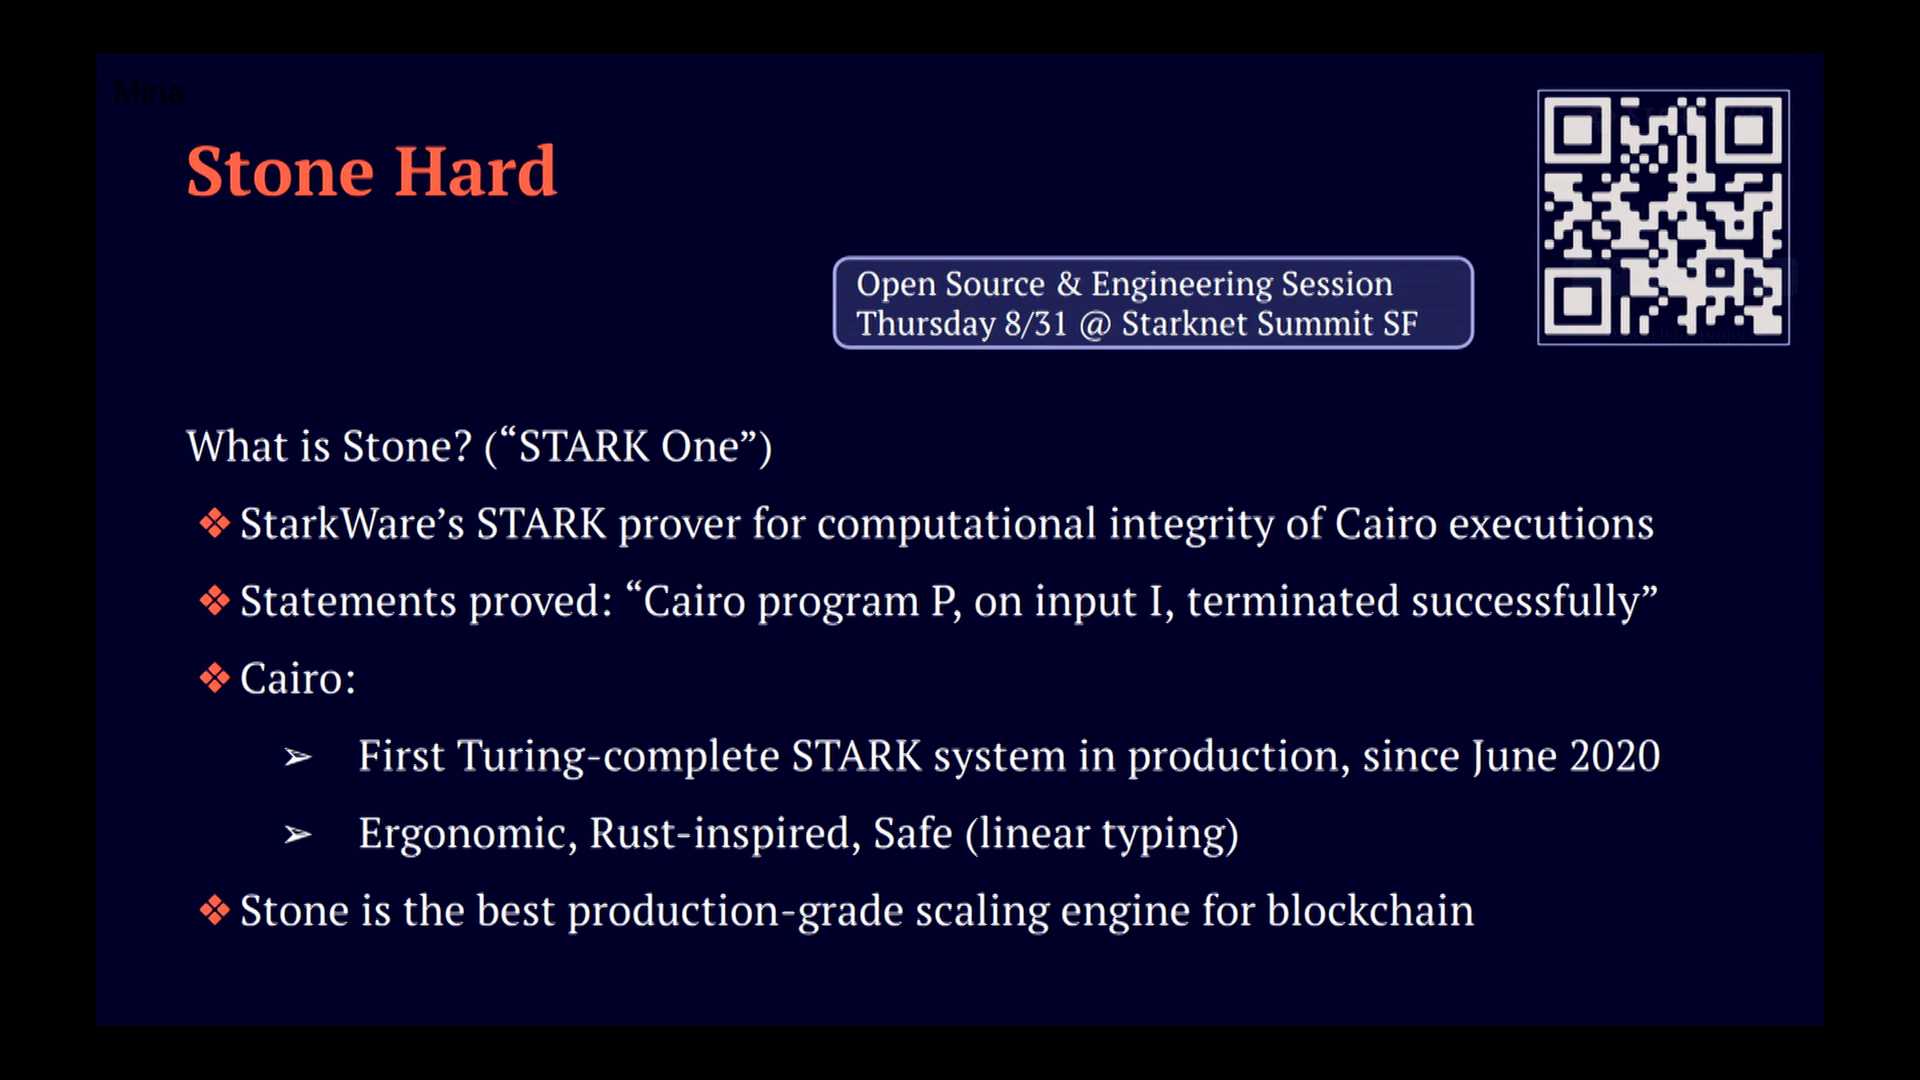 Mina
Stone Hard
Open Source & Engineering Session
Thursday 8/31 @ Starknet Summit SF
What is Stone? (“STARK One”)
❖ StarkWare’s STARK prover for computational integrity of Cairo executions
❖ Statements proved: “Cairo program P, on input I, terminated successfully”
❖ Cairo:
➢ First Turing-complete STARK system in production, since June 2020
➢ Ergonomic, Rust-inspired, Safe (linear typing)
❖ Stone is the best production-grade scaling engine for blockchain